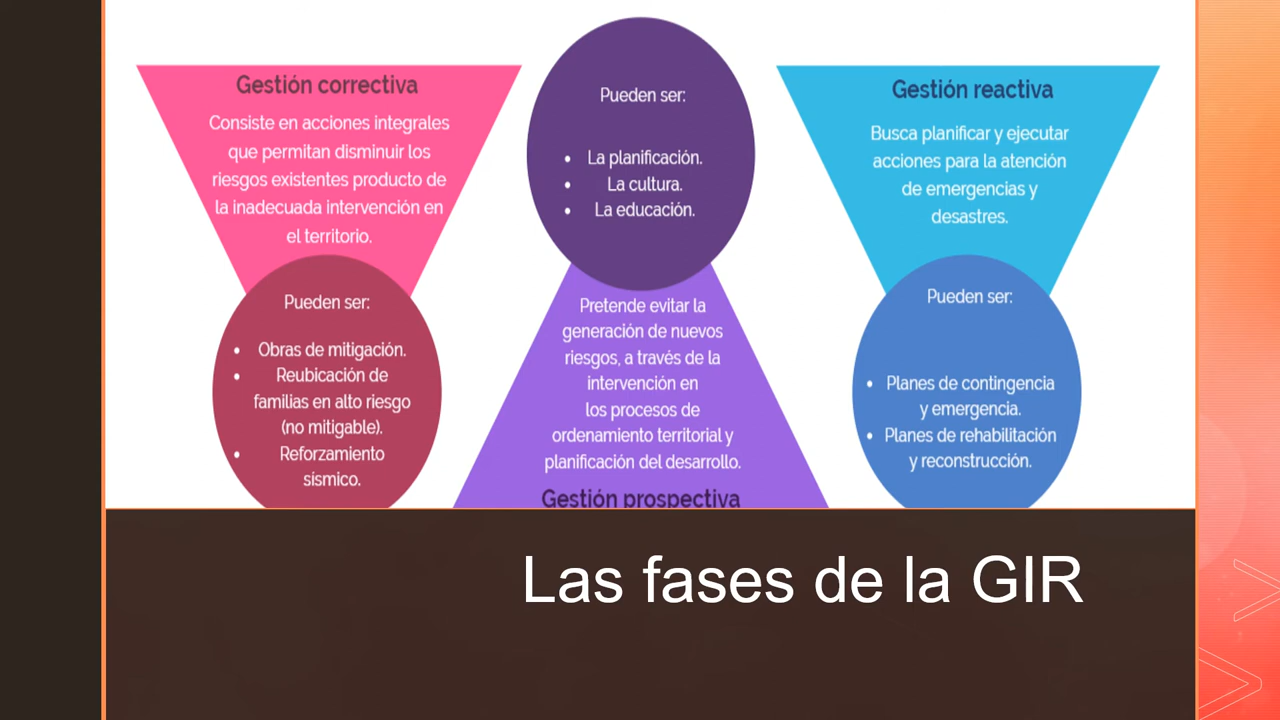 Gestión correctiva
Consiste en acciones integrales
que permitan disminuir los
riesgos existentes producto de
la inadecuada intervención en
el territorio.
Pueden ser:
• Obras de mitigación.
• Reubicación de
familias en alto riesgo
(no mitigable).
• Reforzamiento
sísmico.
Pueden ser:
• La planificación.
• La cultura.
• La educación.
Pretende evitar la
generación de nuevos
riesgos, a través de la
intervención en
los procesos de
ordenamiento territorial y
planificación del desarrollo.
Gestión prospectiva
Gestión reactiva
Busca planificar y ejecutar
acciones para la atención
de emergencias y
desastres.
Pueden ser:
• Planes de contingencia
y emergencia.
• Planes de rehabilitación
y reconstrucción.
Las fases de la GIR